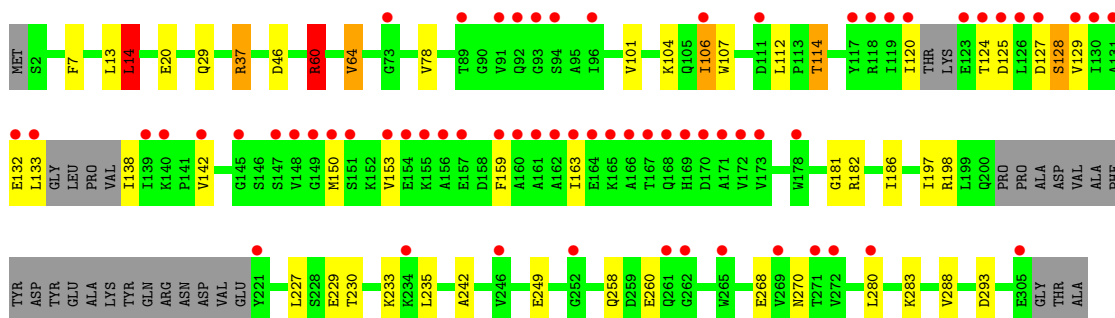 MET S2 F7 L13 L14 E20 Q29 R37 D46 R60 V64 G73 V78 T89 G90 V91 Q92 G93 S94 A95 I96 V101 K104 Q105 I106 W107 D111 L112 P113 T114 Y117 R118 I119 I120 THR LYS E123 T124 D125 L126 D127 S128 V129 I130 A131
E132 L133 GLY LEU PRO VAL I138 I139 K140 P141 V142 G145 S146 S147 V148 G149 M150 S151 K152 V153 E154 K155 A156 E157 D158 F159 A160 A161 A162 I163 E164 K165 A166 T167 Q168 H169 D170 A171 V172 V173 W178 G181 R182 I186 I197 R198 L199 Q200 PRO PRO ALA ASP VAL ALA PHE
TYR ASP TYR GLU ALA LYS TYR GLN ARG ASN ASP VAL GLU Y221 L227 S228 E229 T230 K233 K234 L235 A242 V246 E249 G252 Q258 D259 E260 Q261 G262 W265 E268 V269 N270 T271 V272 L280 K283 V288 D293 E305 GLY THR ALA